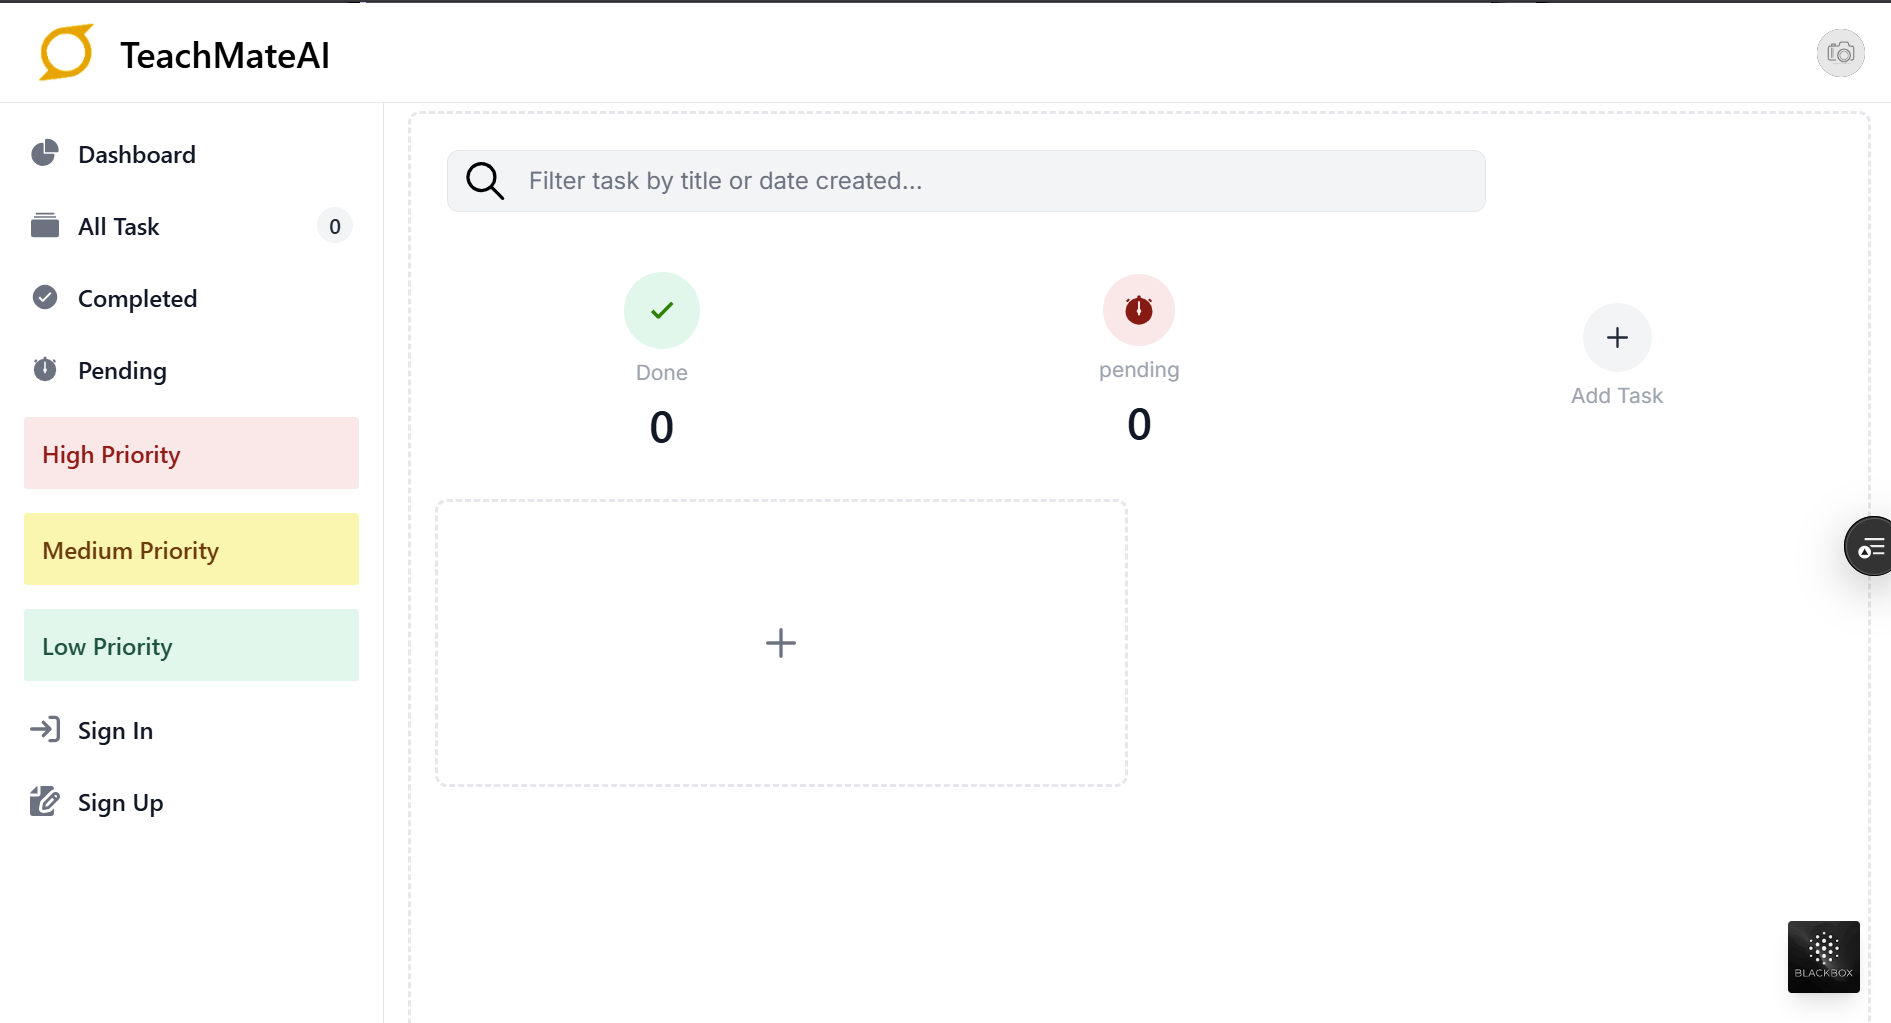 TeachMateAI
Dashboard
All Task 0
Completed
Pending
High Priority
Medium Priority
Low Priority
Sign In
Sign Up
Filter task by title or date created...
Done
0
pending
0
Add Task
BLACKBOX